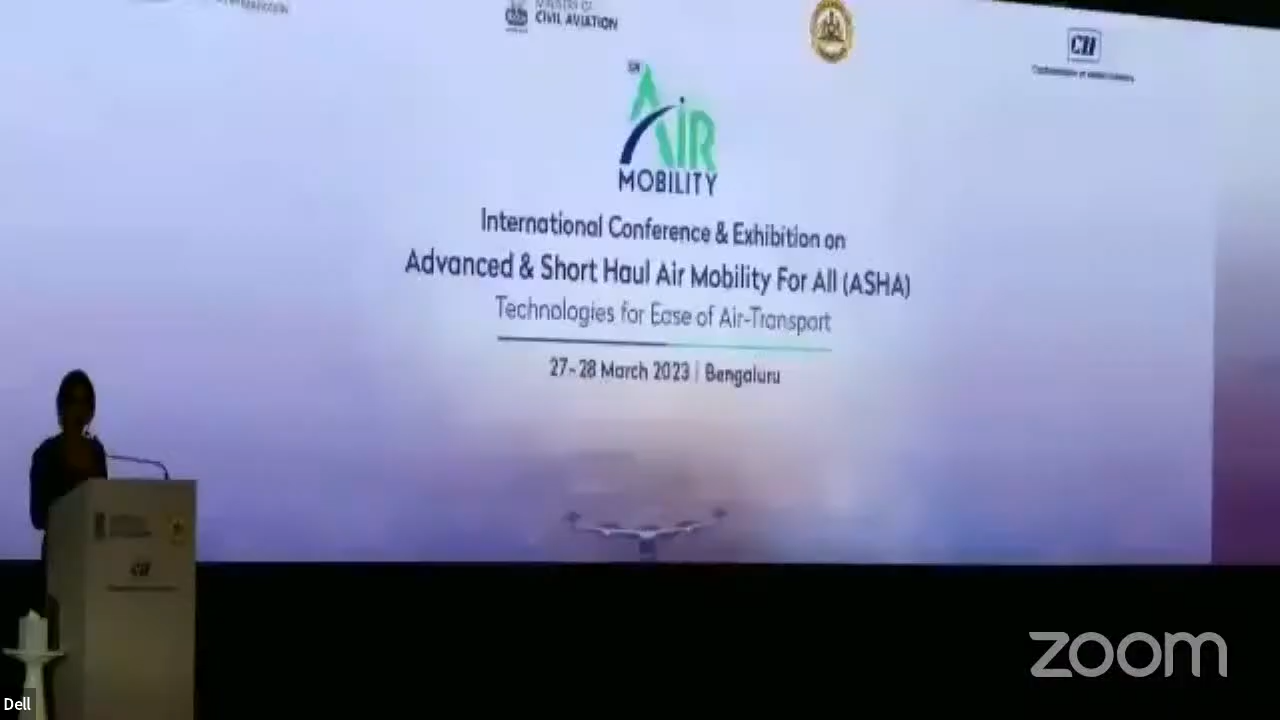 MINISTRY OF
CIVIL AVIATION
CII
AiR
MOBILITY
International Conference & Exhibition on
Advanced & Short Haul Air Mobility For All (ASHA)
Technologies for Ease of Air-Transport
27-28 March 2023 | Bengaluru
CII
zoom
Dell